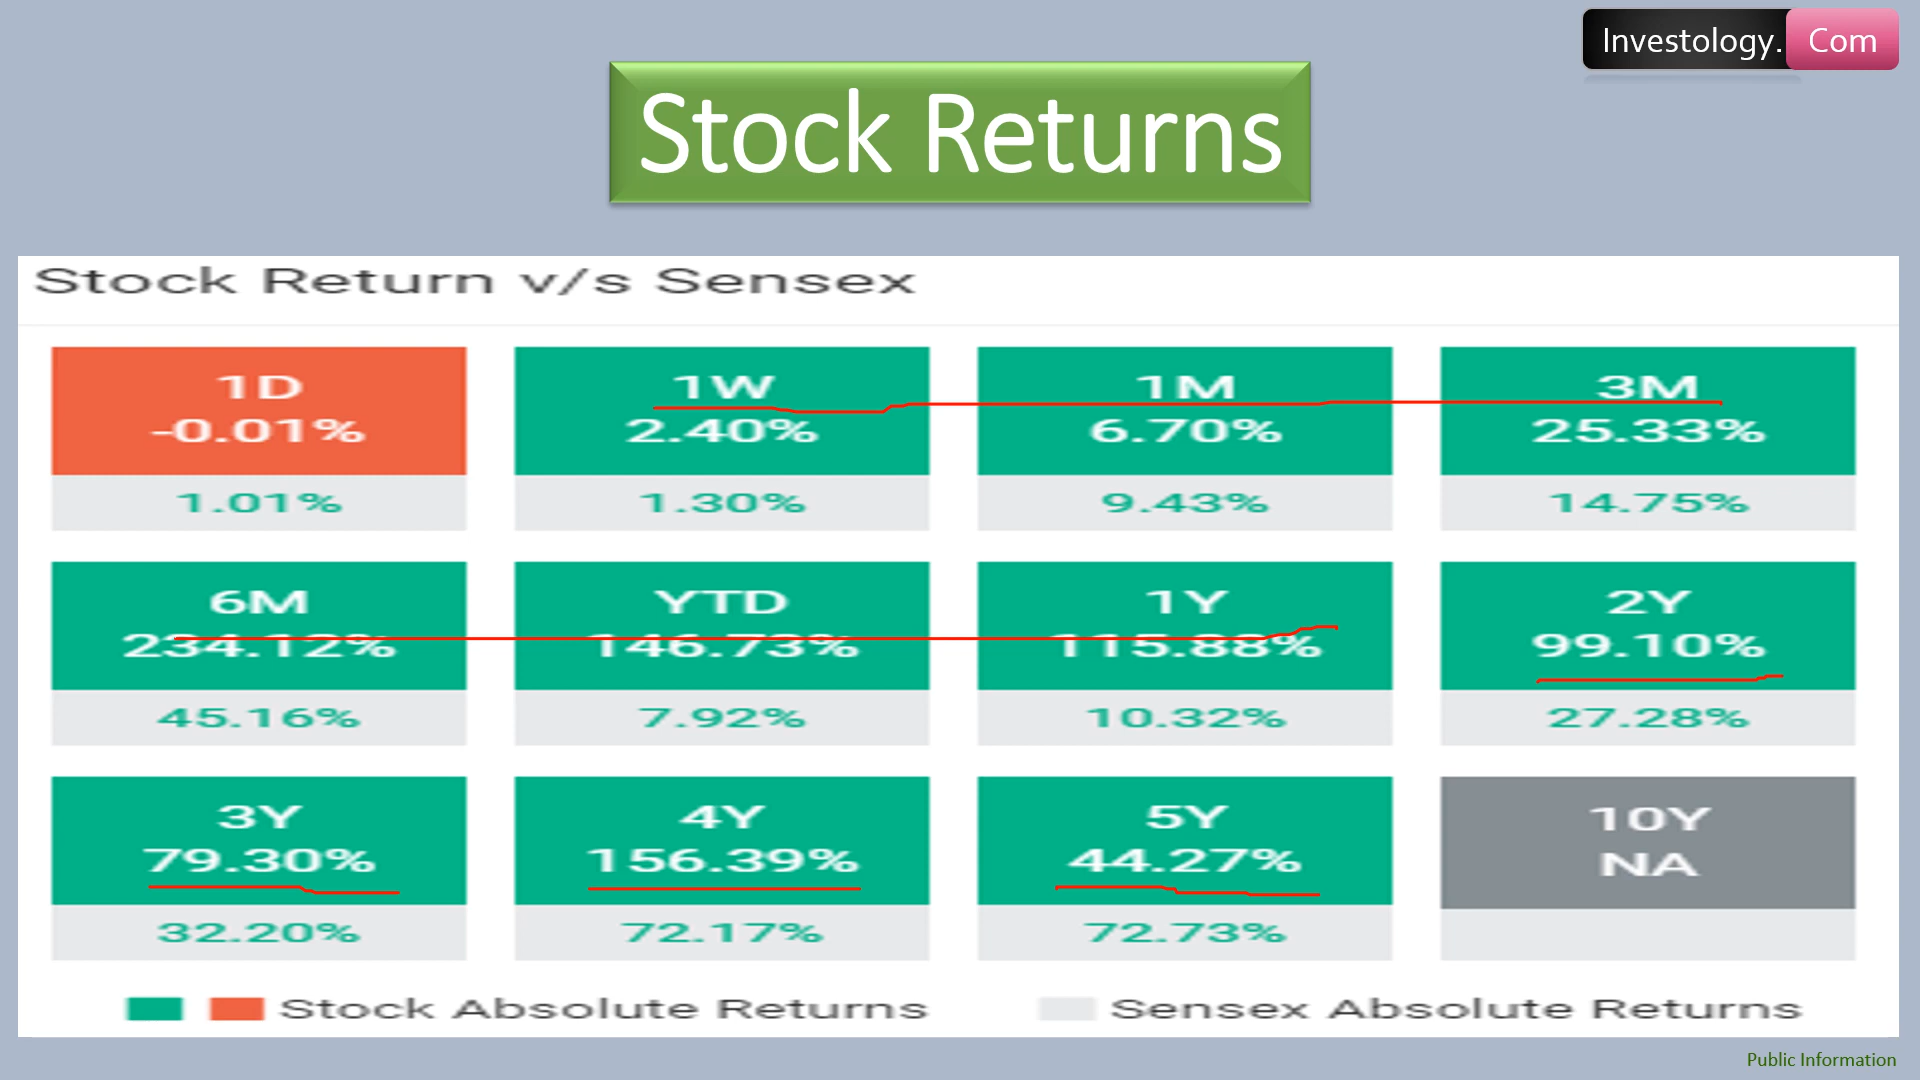 Investology. Com
Stock Returns
Stock Return v/s Sensex
1D
-0.01%
1.01%
1W
2.40%
1.30%
1M
6.70%
9.43%
3M
25.33%
14.75%
6M
234.12%
45.16%
YTD
146.73%
7.92%
1Y
115.88%
10.32%
2Y
99.10%
27.28%
3Y
79.30%
32.20%
4Y
156.39%
72.17%
5Y
44.27%
72.73%
10Y
NA
Stock Absolute Returns
Sensex Absolute Returns
Public Information